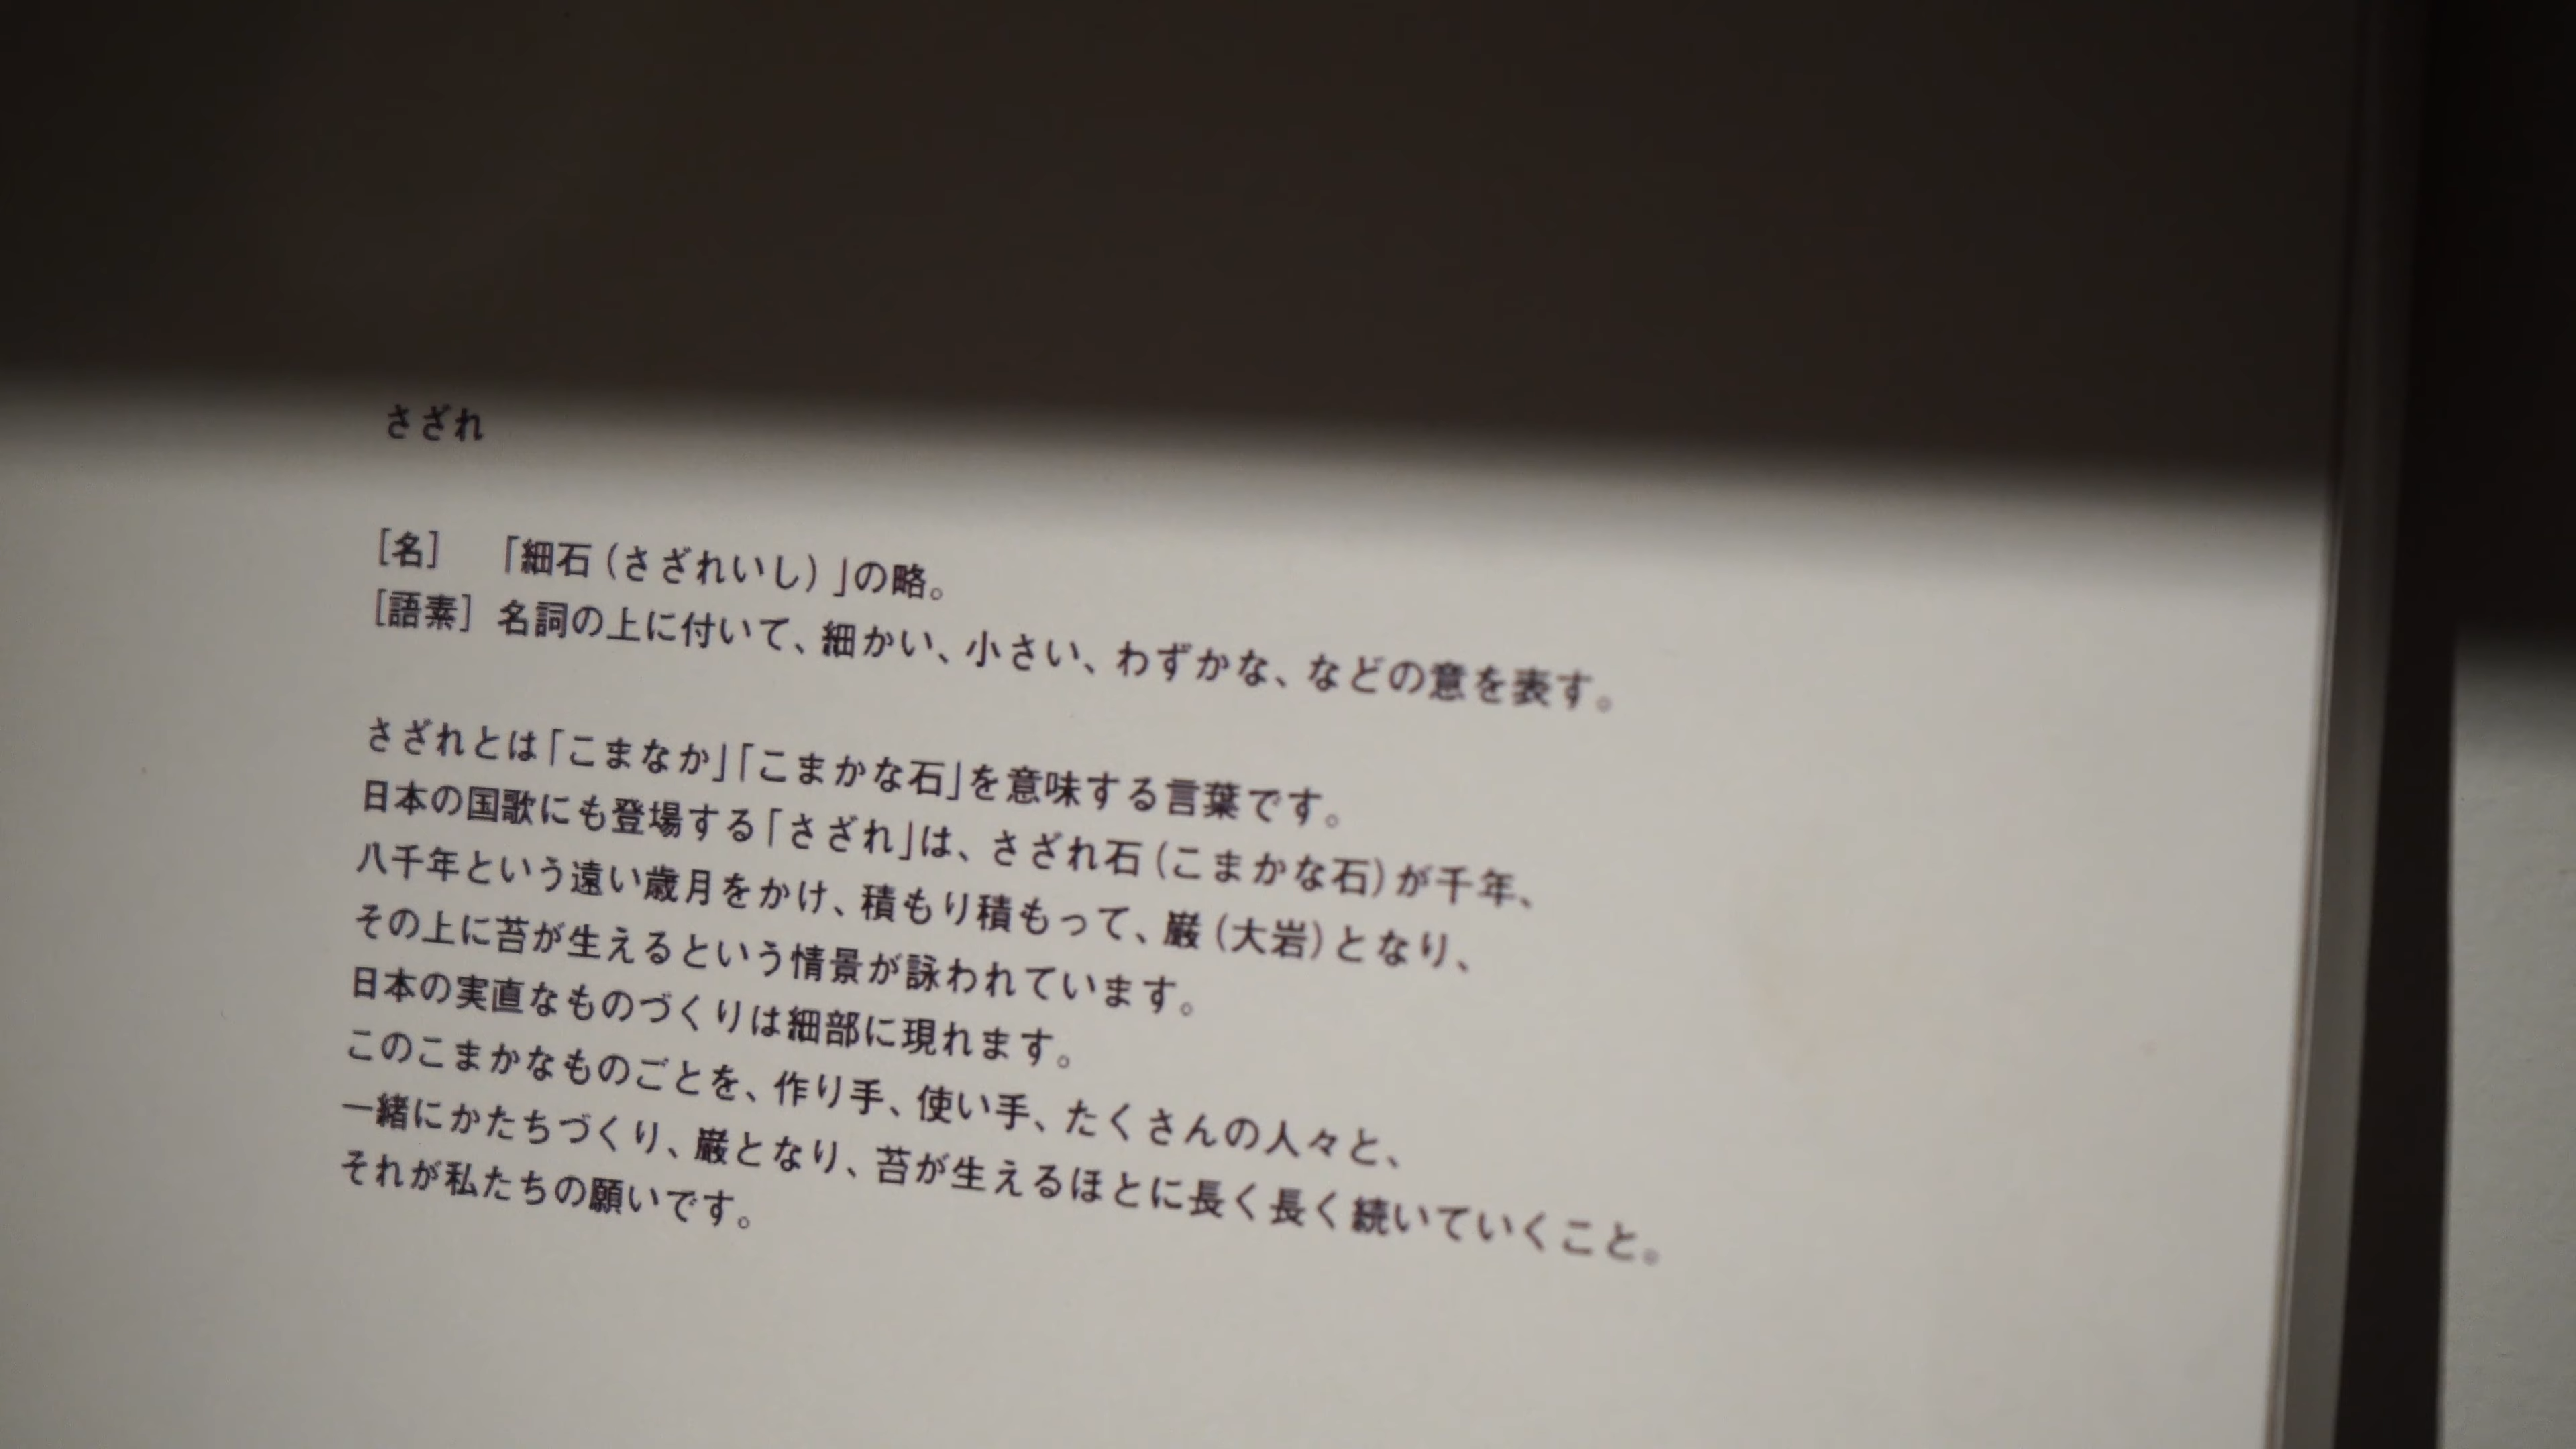 さざれ
［名］　「細石（さざれいし）」の略。
［語素］ 名詞の上に付いて、細かい、小さい、わずかな、などの意を表す。
さざれとは「こまなか」「こまかな石」を意味する言葉です。
日本の国歌にも登場する「さざれ」は、さざれ石（こまかな石）が千年、
八千年という遠い歳月をかけ、積もり積もって、巌（大岩）となり、
その上に苔が生えるという情景が詠われています。
日本の実直なものづくりは細部に現れます。
このこまかなものごとを、作り手、使い手、たくさんの人々と、
一緒にかたちづくり、巌となり、苔が生えるほとに長く長く続いていくこと。
それが私たちの願いです。